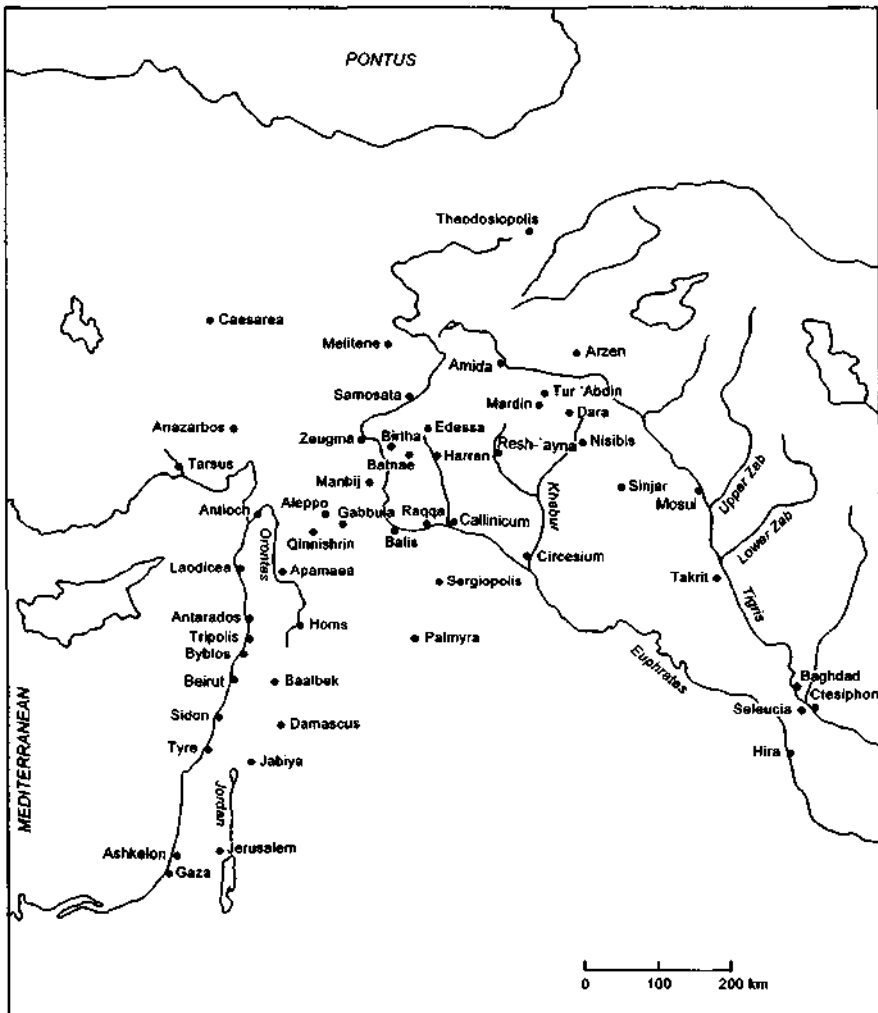 PONTUS
Theodosiopolis
Caesarea
Melitene
Arzen
Amida
Samosata
Tur 'Abdin
Mardin
Dara
Anazarbos
Edessa
Zeugma
Birtha
Resh-'ayna
Nisibis
Batnae
Harran
Tarsus
Manbij
Sinjar
Mosul
Upper Zab
Khabur
Aleppo
Antioch
Gabbula
Raqqa
Callinicum
Qinnishrin
Balis
Lower Zab
Orontes
Circesium
Laodicea
Apamaea
Sergiopolis
Takrit
Tigris
Antarados
Homs
Tripolis
Palmyra
Byblos
Euphrates
Beirut
Baalbek
Baghdad
Ctesiphon
Seleucia
Sidon
Damascus
Tyre
Jabiya
Hira
MEDITERRANEAN
Jordan
Ashkelon
Jerusalem
Gaza
0 100 200 km